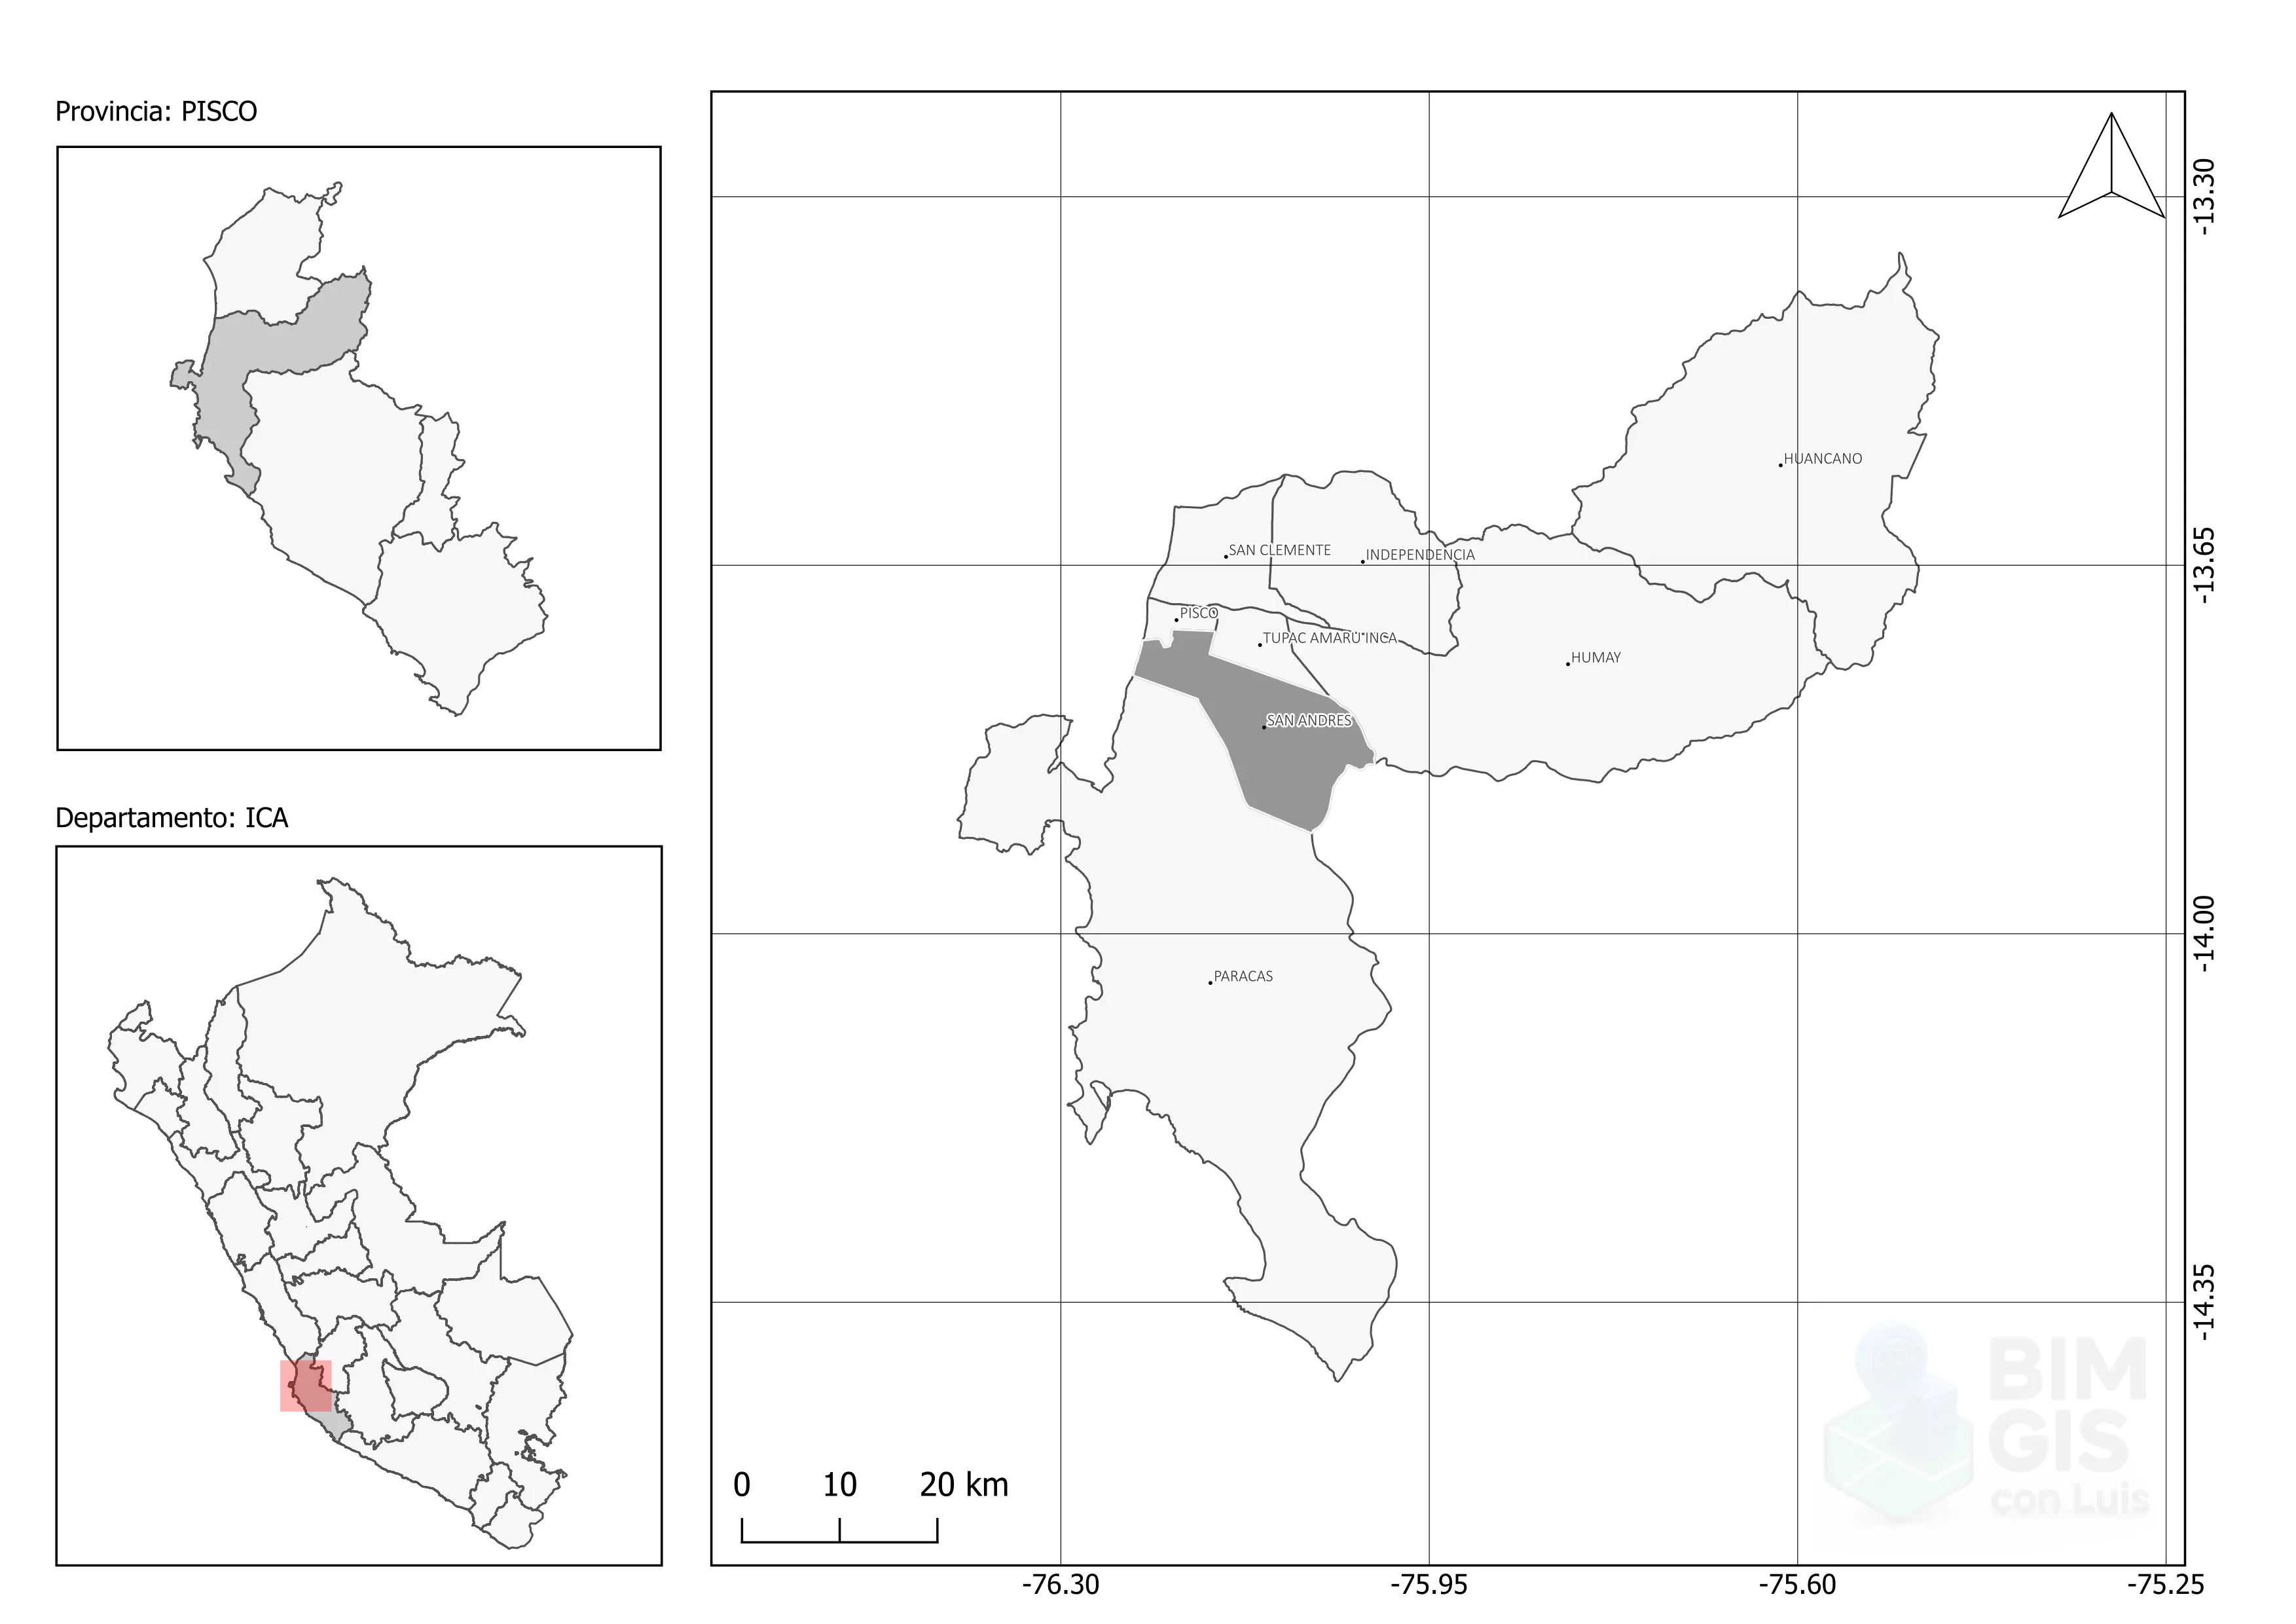 Provincia: PISCO
Departamento: ICA
-13.30
-13.65
-14.00
-14.35
HUANCANO
SAN CLEMENTE
INDEPENDENCIA
PISCO
TUPAC AMARU INCA
HUMAY
SAN ANDRES
PARACAS
BIM
GIS
con Luis
0 10 20 km
-76.30 -75.95 -75.60 -75.25